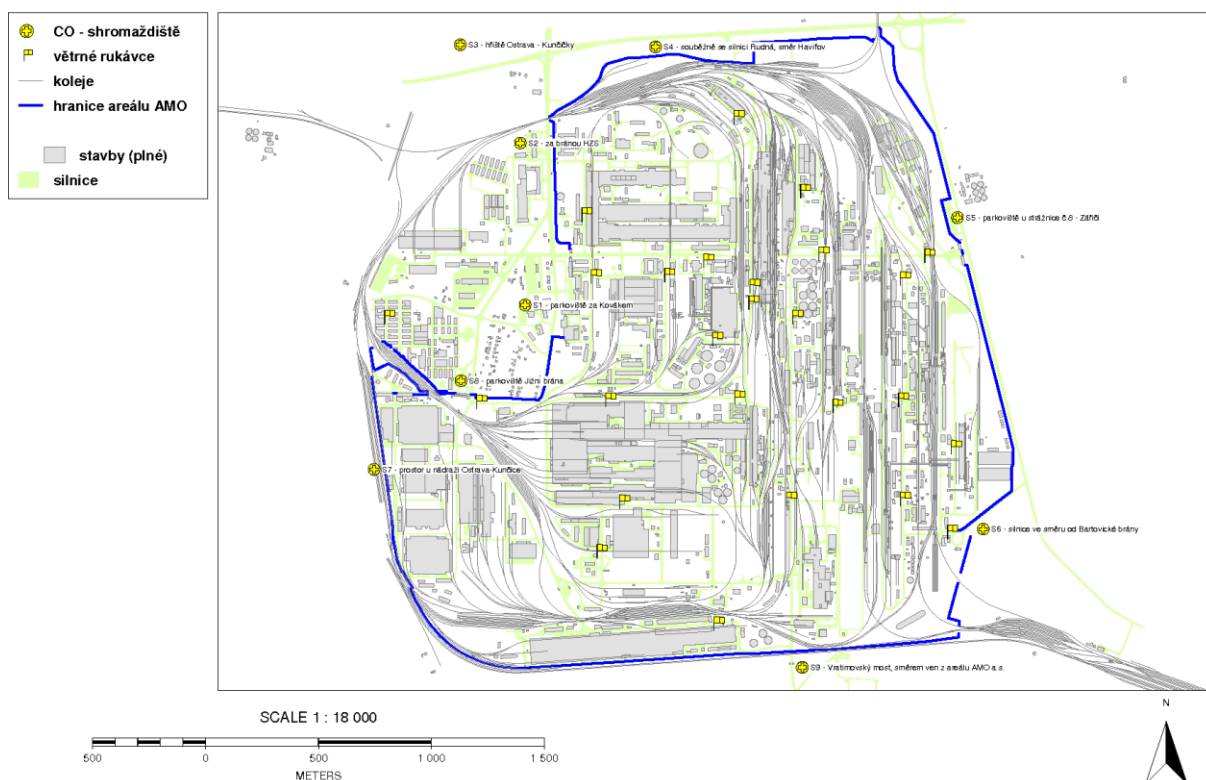 CO - shromaždiště
větrné rukávce
koleje
hranice areálu AMO
stavby (plné)
silnice
S3 - hřiště Ostrava - Kunčičky
S4 - souběžně se silnicí Rudná, směr Havířov
S2 - za bránou HZS
S5 - parkoviště u strážnice č.8 - Záříčí
S1 - parkoviště za Kovákem
S8 - parkoviště Jižní brána
S7 - prostor u nádraží Ostrava-Kunčice
S6 - silnice ve směru od Bartovické brány
S9 - Vratimovský most, směrem ven z areálu AMO a.s.
SCALE 1 : 18 000
500 0 500 1 000 1 500
METERS
N